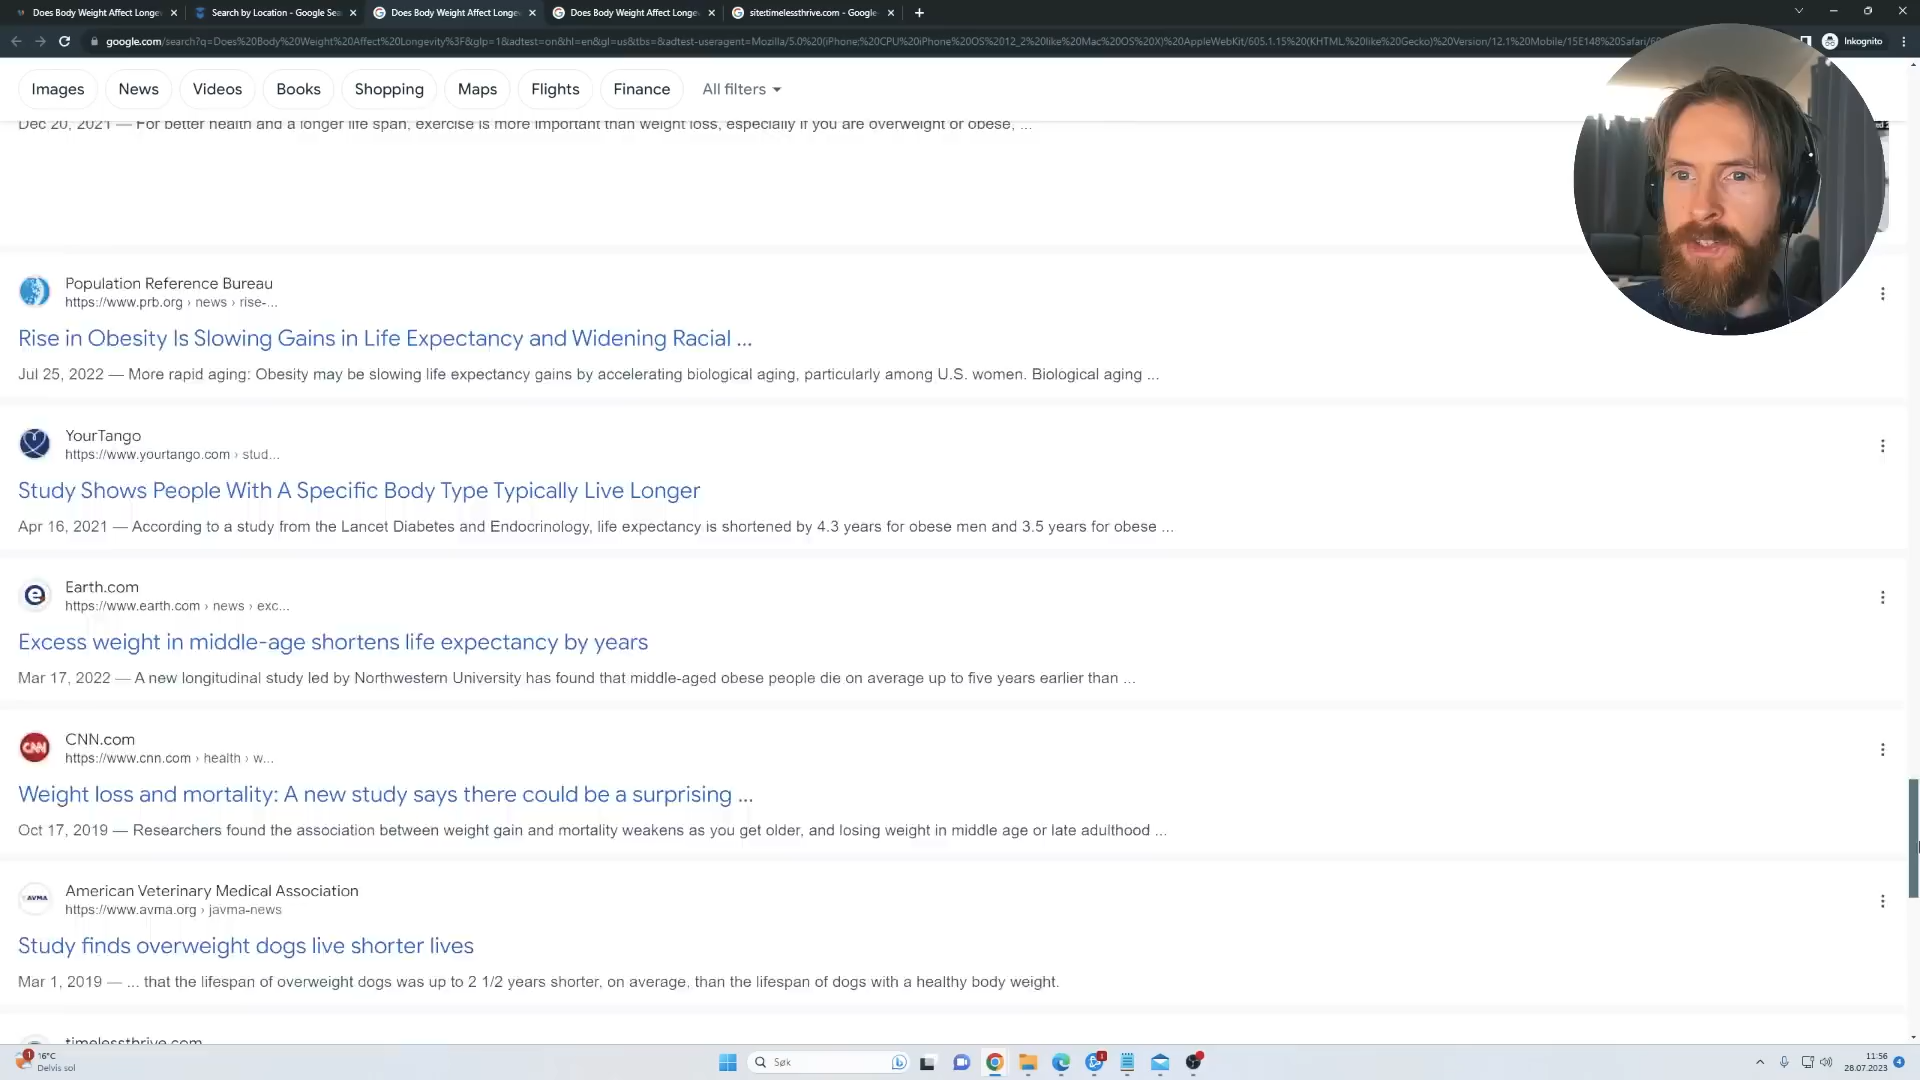 Does Body Weight Affect Longe
Search by Location - Google Sea
Does Body Weight Affect Longe
Does Body Weight Affect Longe
site:timelessthrive.com - Google
google.com/search?q=Does%20Body%20Weight%20Affect%20Longevity%3F&glp=1&adtest=on&hl=en&gl=us&tbs=&adtest-useragent=Mozilla/5.0%20(iPhone;%20CPU%20iPhone%20OS%2012_2%20like%20Mac%20OS%20X)%20AppleWebKit/605.1.15%20(KHTML,%20like%20Gecko)%20Version/12.1%20Mobile/15E148%20Safari/60
Inkognito
Images
News
Videos
Books
Shopping
Maps
Flights
Finance
All filters
Dec 20, 2021 — For better health and a longer life span, exercise is more important than weight loss, especially if you are overweight or obese, ...
Population Reference Bureau
https://www.prb.org › news › rise-...
Rise in Obesity Is Slowing Gains in Life Expectancy and Widening Racial ...
Jul 25, 2022 — More rapid aging: Obesity may be slowing life expectancy gains by accelerating biological aging, particularly among U.S. women. Biological aging ...
YourTango
https://www.yourtango.com › stud...
Study Shows People With A Specific Body Type Typically Live Longer
Apr 16, 2021 — According to a study from the Lancet Diabetes and Endocrinology, life expectancy is shortened by 4.3 years for obese men and 3.5 years for obese ...
Earth.com
https://www.earth.com › news › exc...
Excess weight in middle-age shortens life expectancy by years
Mar 17, 2022 — A new longitudinal study led by Northwestern University has found that middle-aged obese people die on average up to five years earlier than ...
CNN
CNN.com
https://www.cnn.com › health › w...
Weight loss and mortality: A new study says there could be a surprising ...
Oct 17, 2019 — Researchers found the association between weight gain and mortality weakens as you get older, and losing weight in middle age or late adulthood ...
AVMA
American Veterinary Medical Association
https://www.avma.org › javma-news
Study finds overweight dogs live shorter lives
Mar 1, 2019 — ... that the lifespan of overweight dogs was up to 2 1/2 years shorter, on average, than the lifespan of dogs with a healthy body weight.
timelessthrive.com
1
16°C
Delvis sol
Søk
1
11:56
28.07.2023
4